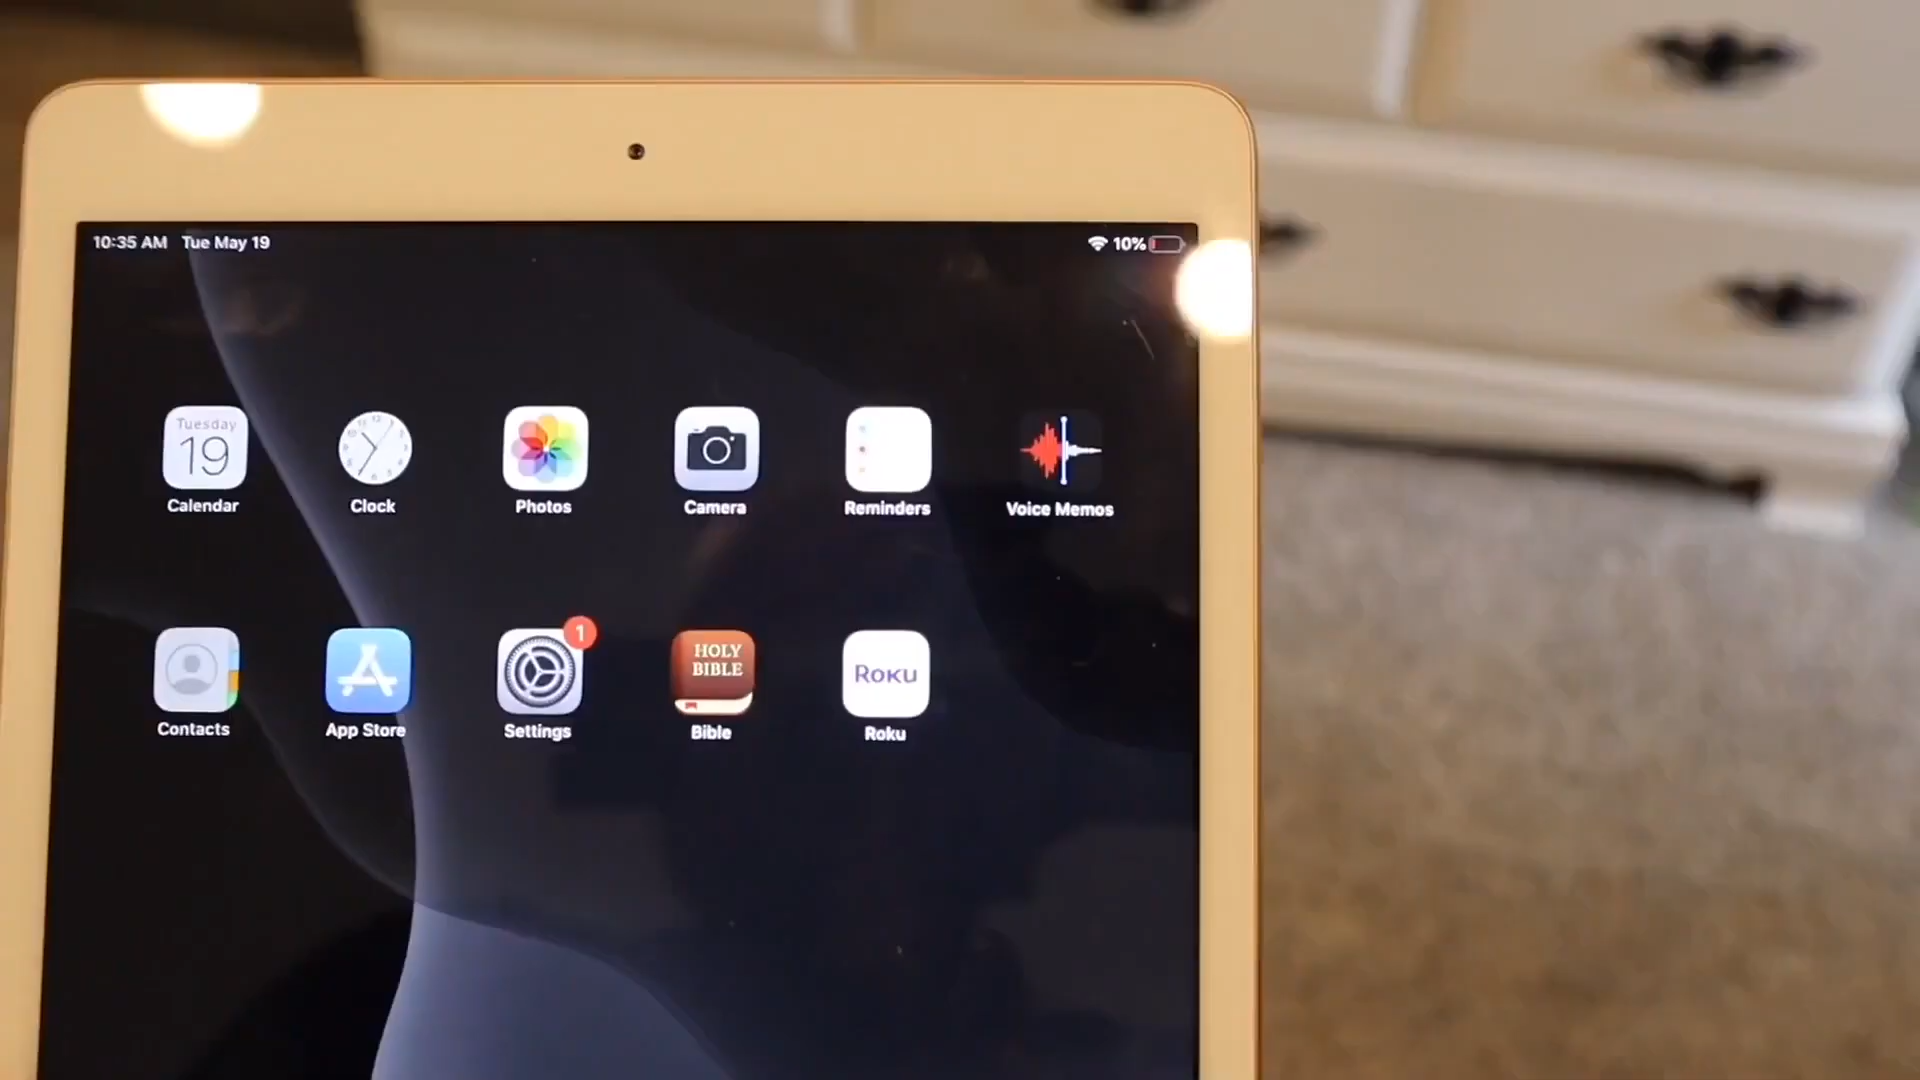 10:35 AM Tue May 19
10%
Tuesday
19
Calendar
Clock
Photos
Camera
Reminders
Voice Memos
1
HOLY
BIBLE
Roku
Contacts
App Store
Settings
Bible
Roku